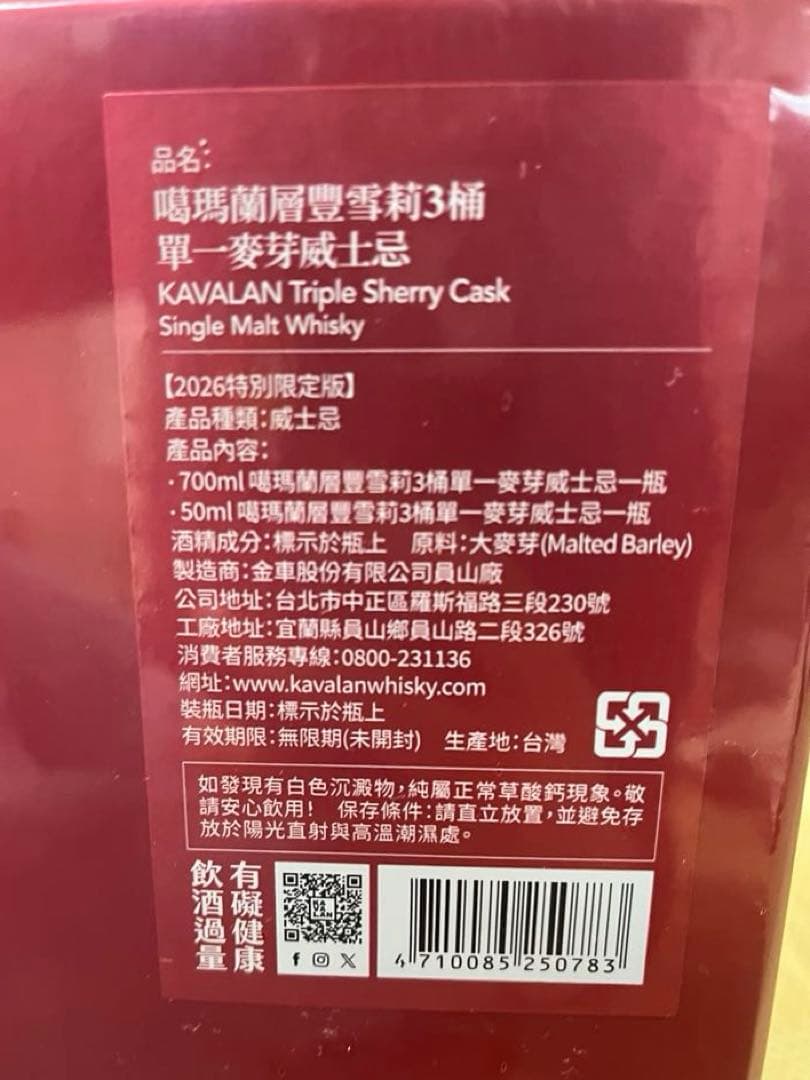 品名：
噶瑪蘭層豐雪莉3桶
單一麥芽威士忌
KAVALAN Triple Sherry Cask
Single Malt Whisky
【2026特別限定版】
產品種類：威士忌
產品內容：
·700ml 噶瑪蘭層豐雪莉3桶單一麥芽威士忌一瓶
·50ml 噶瑪蘭層豐雪莉3桶單一麥芽威士忌一瓶
酒精成分：標示於瓶上 原料：大麥芽(Malted Barley)
製造商：金車股份有限公司員山廠
公司地址：台北市中正區羅斯福路三段230號
工廠地址：宜蘭縣員山鄉員山路二段326號
消費者服務專線：0800-231136
網址：www.kavalanwhisky.com
裝瓶日期：標示於瓶上
有效期限：無限期(未開封) 生產地：台灣
如發現有白色沉澱物，純屬正常草酸鈣現象。敬
請安心飲用！ 保存條件：請直立放置，並避免存
放於陽光直射與高溫潮濕處。
飲酒過量
有礙健康
4 710085 250783